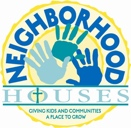 NEIGHBORHOOD
HOUSES
GIVING KIDS AND COMMUNITIES
A PLACE TO GROW